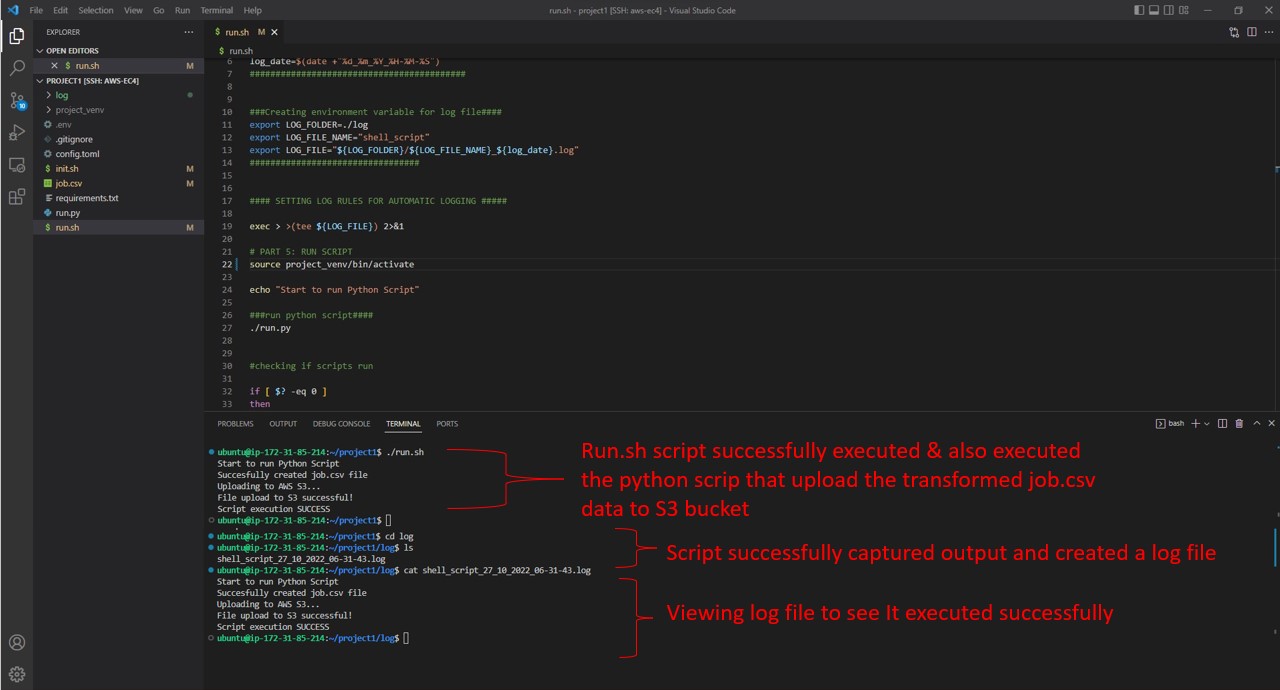 File Edit Selection View Go Run Terminal Help
run.sh - project1 [SSH: aws-ec4] - Visual Studio Code
EXPLORER
OPEN EDITORS
$ run.sh M
PROJECT1 [SSH: AWS-EC4]
log
project_venv
.env
.gitignore
config.toml
$ init.sh M
job.csv M
requirements.txt
run.py
$ run.sh M
10
$ run.sh M
$ run.sh
6 log_date=$(date +"%d_%m_%Y_%H-%M-%S")
7 ##########################################
8
9
10 ###Creating environment variable for log file####
11 export LOG_FOLDER=./log
12 export LOG_FILE_NAME="shell_script"
13 export LOG_FILE="${LOG_FOLDER}/${LOG_FILE_NAME}_${log_date}.log"
14 #################################
15
16
17 #### SETTING LOG RULES FOR AUTOMATIC LOGGING #####
18
19 exec > >(tee ${LOG_FILE}) 2>&1
20
21 # PART 5: RUN SCRIPT
22 source project_venv/bin/activate
23
24 echo "Start to run Python Script"
25
26 ###run python script####
27 ./run.py
28
29
30 #checking if scripts run
31
32 if [ $? -eq 0 ]
33 then
PROBLEMS OUTPUT DEBUG CONSOLE TERMINAL PORTS
bash
ubuntu@ip-172-31-85-214:~/project1$ ./run.sh
Start to run Python Script
Succesfully created job.csv file
Uploading to AWS S3...
File upload to S3 successful!
Script execution SUCCESS
ubuntu@ip-172-31-85-214:~/project1$
ubuntu@ip-172-31-85-214:~/project1$ cd log
ubuntu@ip-172-31-85-214:~/project1/log$ ls
shell_script_27_10_2022_06-31-43.log
ubuntu@ip-172-31-85-214:~/project1/log$ cat shell_script_27_10_2022_06-31-43.log
Start to run Python Script
Succesfully created job.csv file
Uploading to AWS S3...
File upload to S3 successful!
Script execution SUCCESS
ubuntu@ip-172-31-85-214:~/project1/log$
Run.sh script successfully executed & also executed
the python scrip that upload the transformed job.csv
data to S3 bucket
Script successfully captured output and created a log file
Viewing log file to see It executed successfully